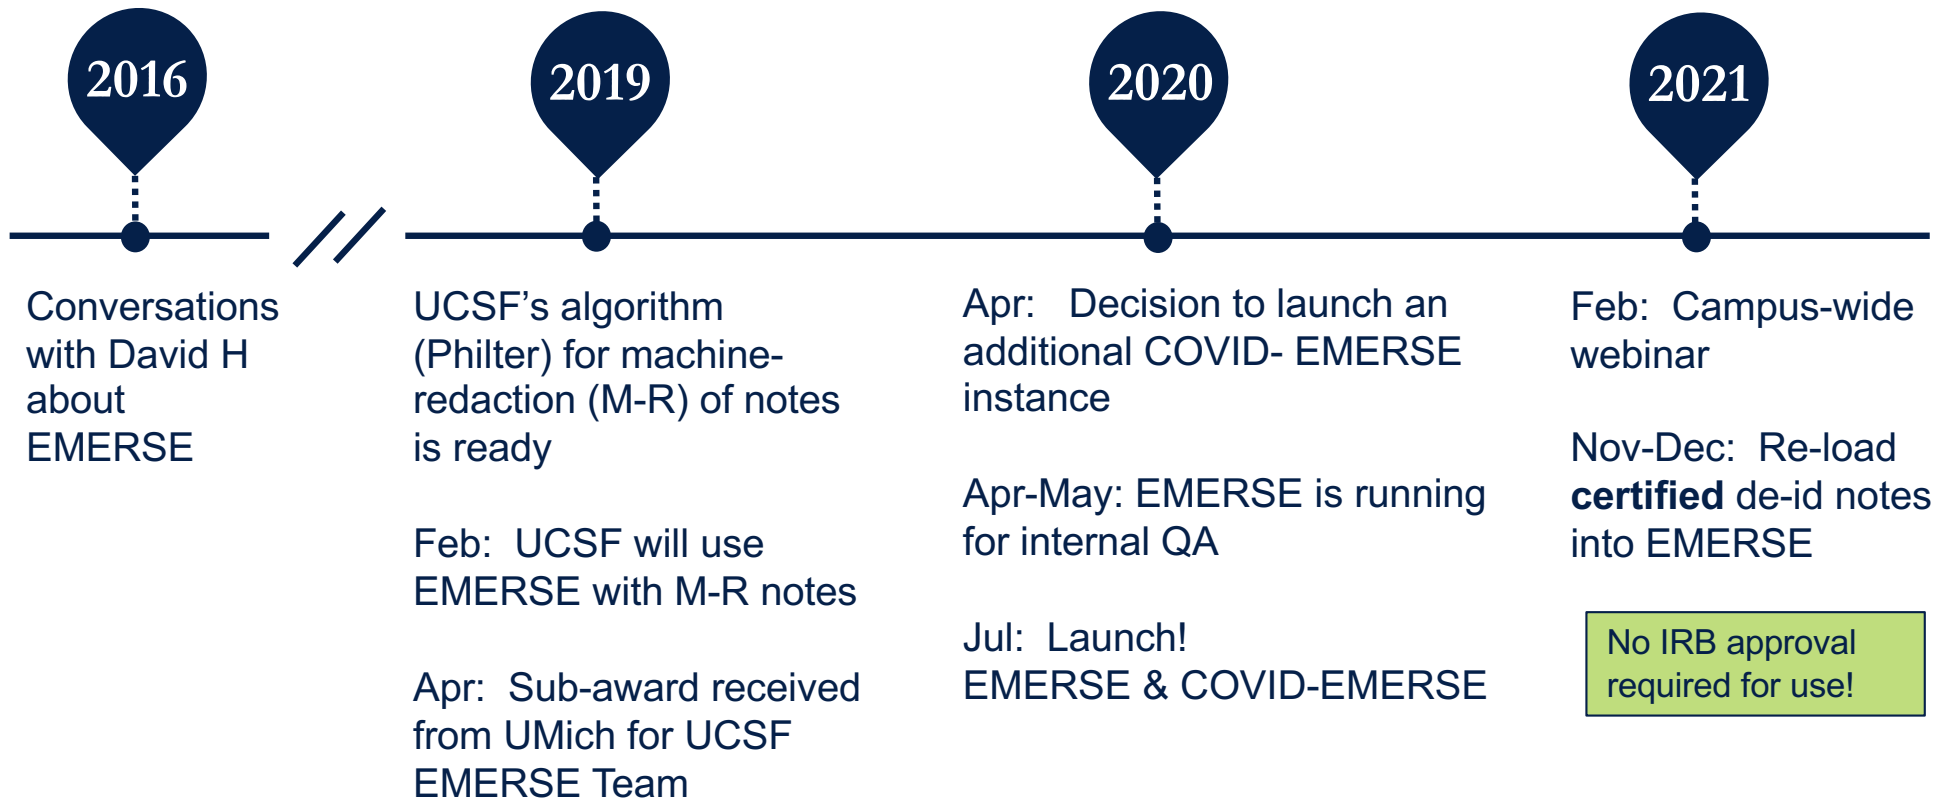 2016
2019
2020
2021
Conversations
with David H
about
EMERSE
UCSF’s algorithm
(Philter) for machine-
redaction (M-R) of notes
is ready
Feb: UCSF will use
EMERSE with M-R notes
Apr: Sub-award received
from UMich for UCSF
EMERSE Team
Apr: Decision to launch an
additional COVID- EMERSE
instance
Apr-May: EMERSE is running
for internal QA
Jul: Launch!
EMERSE & COVID-EMERSE
Feb: Campus-wide
webinar
Nov-Dec: Re-load
certified de-id notes
into EMERSE
No IRB approval
required for use!